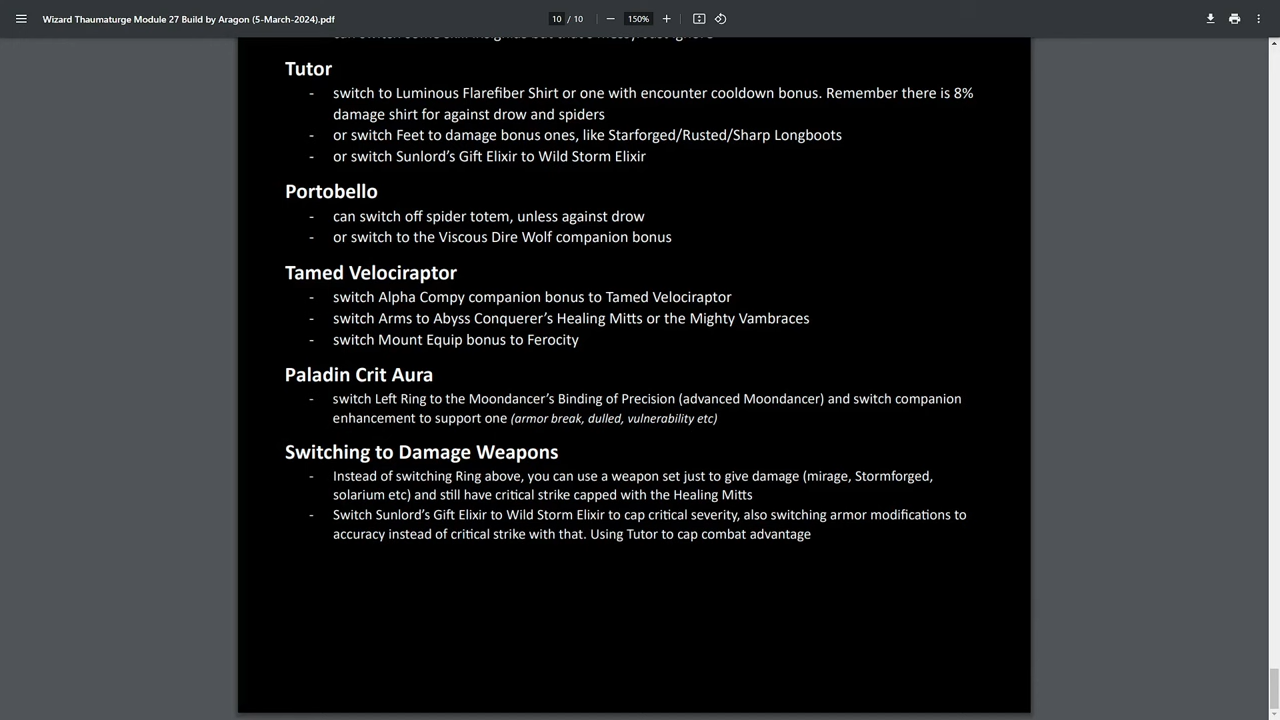 Wizard Thaumaturge Module 27 Build by Aragon (5-March-2024).pdf
10 / 10
150%
Tutor
- switch to Luminous Flarefiber Shirt or one with encounter cooldown bonus. Remember there is 8%
damage shirt for against drow and spiders
- or switch Feet to damage bonus ones, like Starforged/Rusted/Sharp Longboots
- or switch Sunlord's Gift Elixir to Wild Storm Elixir
Portobello
- can switch off spider totem, unless against drow
- or switch to the Viscous Dire Wolf companion bonus
Tamed Velociraptor
- switch Alpha Compy companion bonus to Tamed Velociraptor
- switch Arms to Abyss Conquerer's Healing Mitts or the Mighty Vambraces
- switch Mount Equip bonus to Ferocity
Paladin Crit Aura
- switch Left Ring to the Moondancer's Binding of Precision (advanced Moondancer) and switch companion
enhancement to support one (armor break, dulled, vulnerability etc)
Switching to Damage Weapons
- Instead of switching Ring above, you can use a weapon set just to give damage (mirage, Stormforged,
solarium etc) and still have critical strike capped with the Healing Mitts
- Switch Sunlord's Gift Elixir to Wild Storm Elixir to cap critical severity, also switching armor modifications to
accuracy instead of critical strike with that. Using Tutor to cap combat advantage